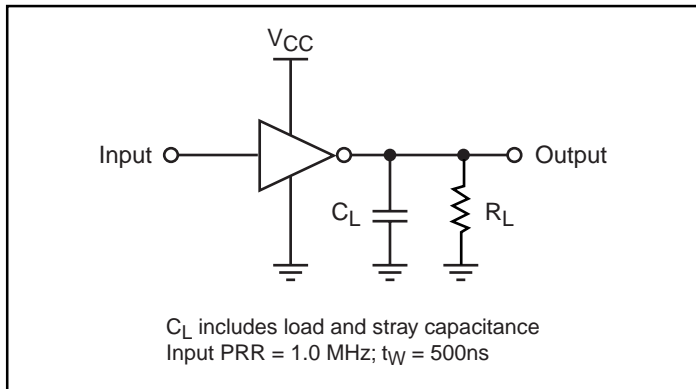 VCC
Input
Output
CL
RL
CL includes load and stray capacitance
Input PRR = 1.0 MHz; tW = 500ns